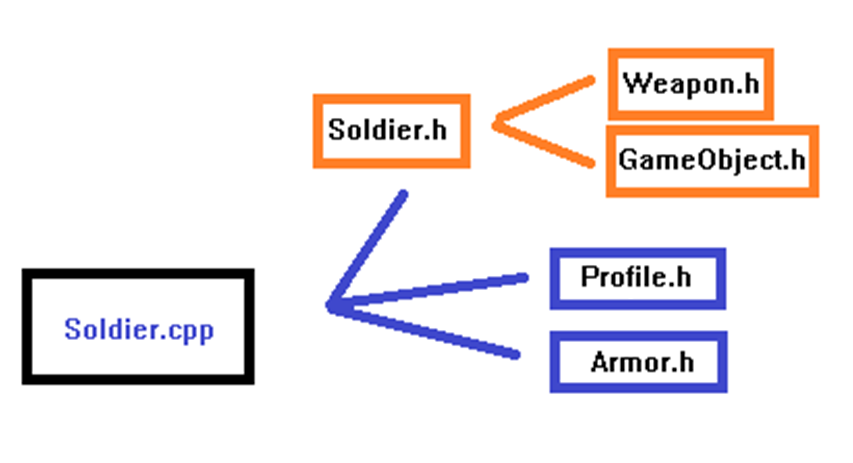 Weapon.h
Soldier.h
GameObject.h
Profile.h
Soldier.cpp
Armor.h